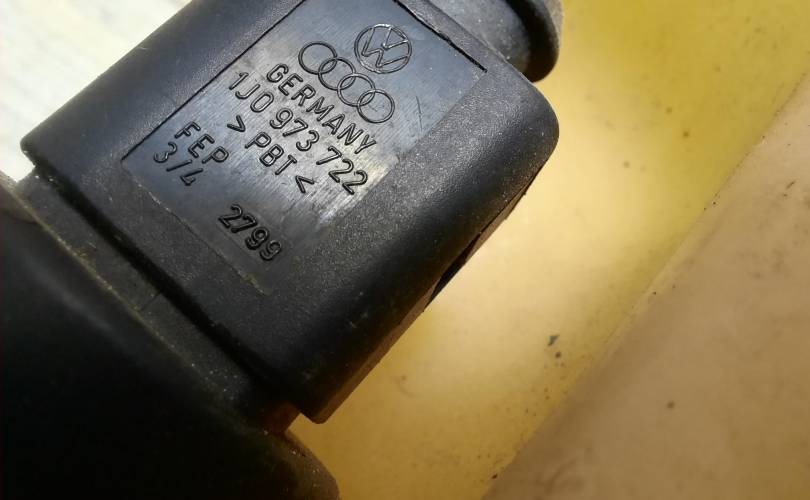 GERMANY
1J0 973 722
> PBT <
FEP
3/4 2799